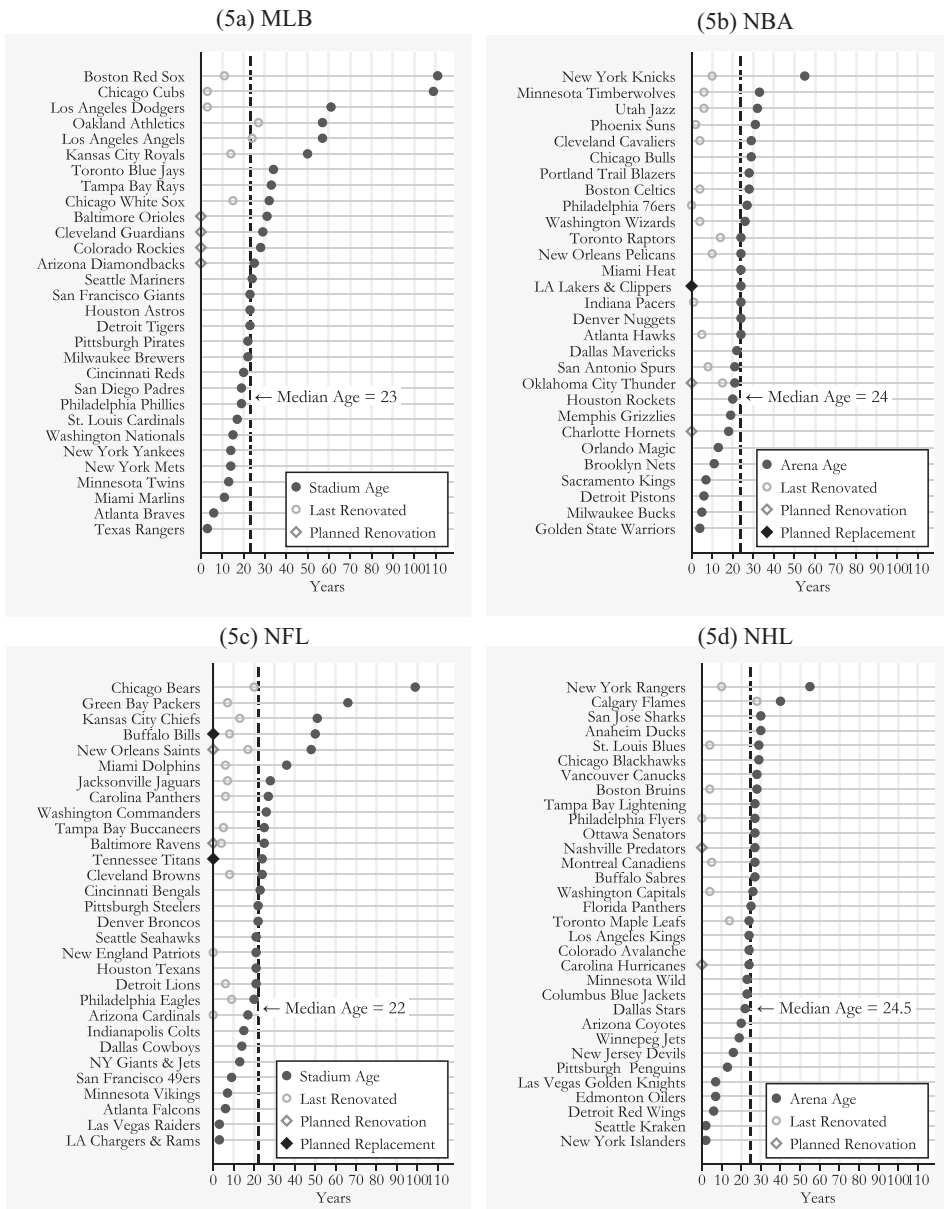 (5a) MLB
Boston Red Sox
Chicago Cubs
Los Angeles Dodgers
Oakland Athletics
Los Angeles Angels
Kansas City Royals
Toronto Blue Jays
Tampa Bay Rays
Chicago White Sox
Baltimore Orioles
Cleveland Guardians
Colorado Rockies
Arizona Diamondbacks
Seattle Mariners
San Francisco Giants
Houston Astros
Detroit Tigers
Pittsburgh Pirates
Milwaukee Brewers
Cincinnati Reds
San Diego Padres
Philadelphia Phillies
St. Louis Cardinals
Washington Nationals
New York Yankees
New York Mets
Minnesota Twins
Miami Marlins
Atlanta Braves
Texas Rangers
← Median Age = 23
Stadium Age
Last Renovated
Planned Renovation
0 10 20 30 40 50 60 70 80 90 100 110
Years
(5b) NBA
New York Knicks
Minnesota Timberwolves
Utah Jazz
Phoenix Suns
Cleveland Cavaliers
Chicago Bulls
Portland Trail Blazers
Boston Celtics
Philadelphia 76ers
Washington Wizards
Toronto Raptors
New Orleans Pelicans
Miami Heat
LA Lakers & Clippers
Indiana Pacers
Denver Nuggets
Atlanta Hawks
Dallas Mavericks
San Antonio Spurs
Oklahoma City Thunder
Houston Rockets
Memphis Grizzlies
Charlotte Hornets
Orlando Magic
Brooklyn Nets
Sacramento Kings
Detroit Pistons
Milwaukee Bucks
Golden State Warriors
← Median Age = 24
Arena Age
Last Renovated
Planned Renovation
Planned Replacement
0 10 20 30 40 50 60 70 80 90 100 110
Years
(5c) NFL
Chicago Bears
Green Bay Packers
Kansas City Chiefs
Buffalo Bills
New Orleans Saints
Miami Dolphins
Jacksonville Jaguars
Carolina Panthers
Washington Commanders
Tampa Bay Buccaneers
Baltimore Ravens
Tennessee Titans
Cleveland Browns
Cincinnati Bengals
Pittsburgh Steelers
Denver Broncos
Seattle Seahawks
New England Patriots
Houston Texans
Detroit Lions
Philadelphia Eagles
Arizona Cardinals
Indianapolis Colts
Dallas Cowboys
NY Giants & Jets
San Francisco 49ers
Minnesota Vikings
Atlanta Falcons
Las Vegas Raiders
LA Chargers & Rams
← Median Age = 22
Stadium Age
Last Renovated
Planned Renovation
Planned Replacement
0 10 20 30 40 50 60 70 80 90 100 110
Years
(5d) NHL
New York Rangers
Calgary Flames
San Jose Sharks
Anaheim Ducks
St. Louis Blues
Chicago Blackhawks
Vancouver Canucks
Boston Bruins
Tampa Bay Lightening
Philadelphia Flyers
Ottawa Senators
Nashville Predators
Montreal Canadiens
Buffalo Sabres
Washington Capitals
Florida Panthers
Toronto Maple Leafs
Los Angeles Kings
Colorado Avalanche
Carolina Hurricanes
Minnesota Wild
Columbus Blue Jackets
Dallas Stars
Arizona Coyotes
Winnepeg Jets
New Jersey Devils
Pittsburgh Penguins
Las Vegas Golden Knights
Edmonton Oilers
Detroit Red Wings
Seattle Kraken
New York Islanders
← Median Age = 24.5
Arena Age
Last Renovated
Planned Renovation
0 10 20 30 40 50 60 70 80 90 100 110
Years